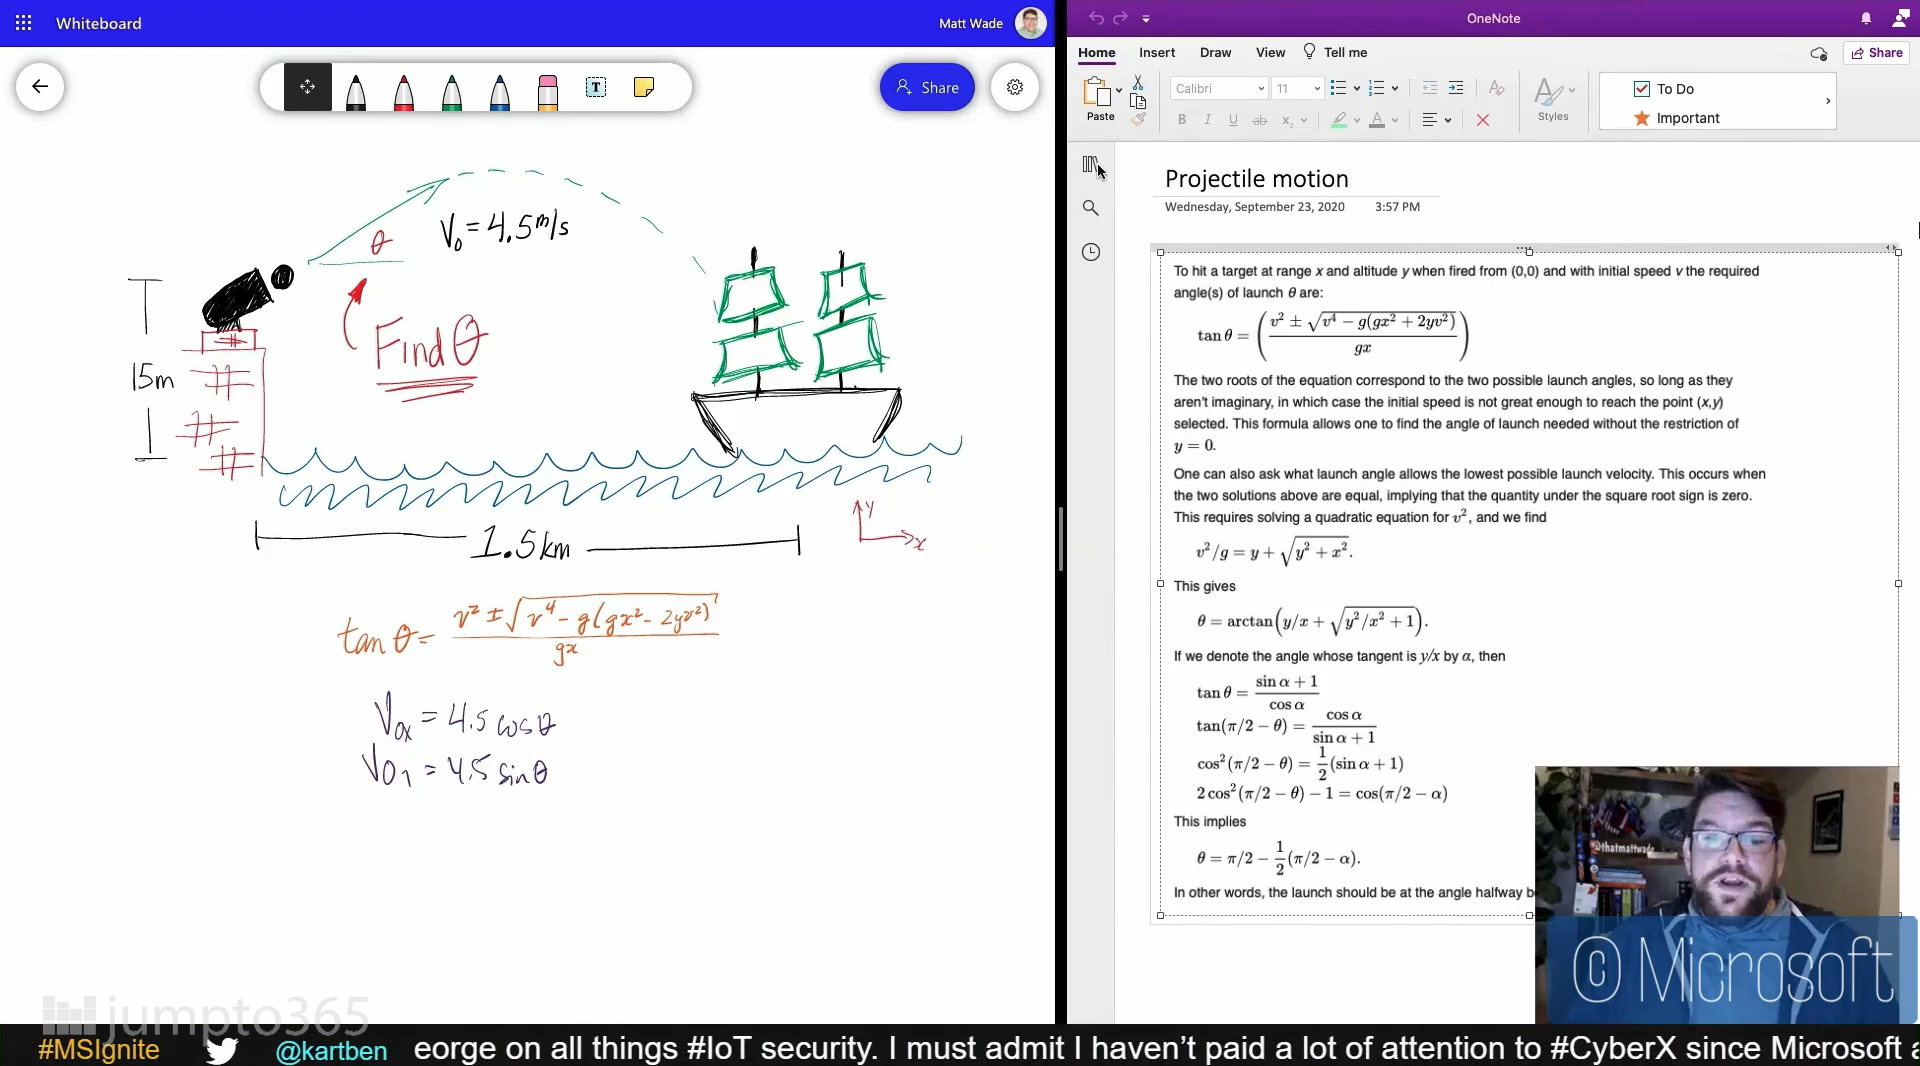 Whiteboard
Matt Wade
Share
T
V₀ = 4.5 m/s
θ
Find θ
15m
1.5km
y
x
tan θ = (v² ± √(v⁴ - g(gx² - 2yv²))) / gx
V₀ₓ = 4.5 cosθ
V₀y = 4.5 sinθ
jumpto365
OneNote
Home Insert Draw View Tell me
Share
Paste
Calibri 11
B I U ab x₂ A
Styles
To Do
Important
Projectile motion
Wednesday, September 23, 2020 3:57 PM
To hit a target at range x and altitude y when fired from (0,0) and with initial speed v the required
angle(s) of launch θ are:
tan θ = ((v² ± √(v⁴ − g(gx² + 2yv²))) / gx)
The two roots of the equation correspond to the two possible launch angles, so long as they
aren't imaginary, in which case the initial speed is not great enough to reach the point (x,y)
selected. This formula allows one to find the angle of launch needed without the restriction of
y = 0.
One can also ask what launch angle allows the lowest possible launch velocity. This occurs when
the two solutions above are equal, implying that the quantity under the square root sign is zero.
This requires solving a quadratic equation for v², and we find
v²/g = y + √(y² + x²).
This gives
θ = arctan(y/x + √(y²/x² + 1)).
If we denote the angle whose tangent is y/x by α, then
tan θ = (sin α + 1) / cos α
tan(π/2 − θ) = cos α / (sin α + 1)
cos²(π/2 − θ) = 1/2 (sin α + 1)
2 cos²(π/2 − θ) − 1 = cos(π/2 − α)
This implies
θ = π/2 − 1/2 (π/2 − α).
In other words, the launch should be at the angle halfway b
@thatmattwade
© Microsoft
#MSIgnite @kartben eorge on all things #IoT security. I must admit I haven't paid a lot of attention to #CyberX since Microsoft a